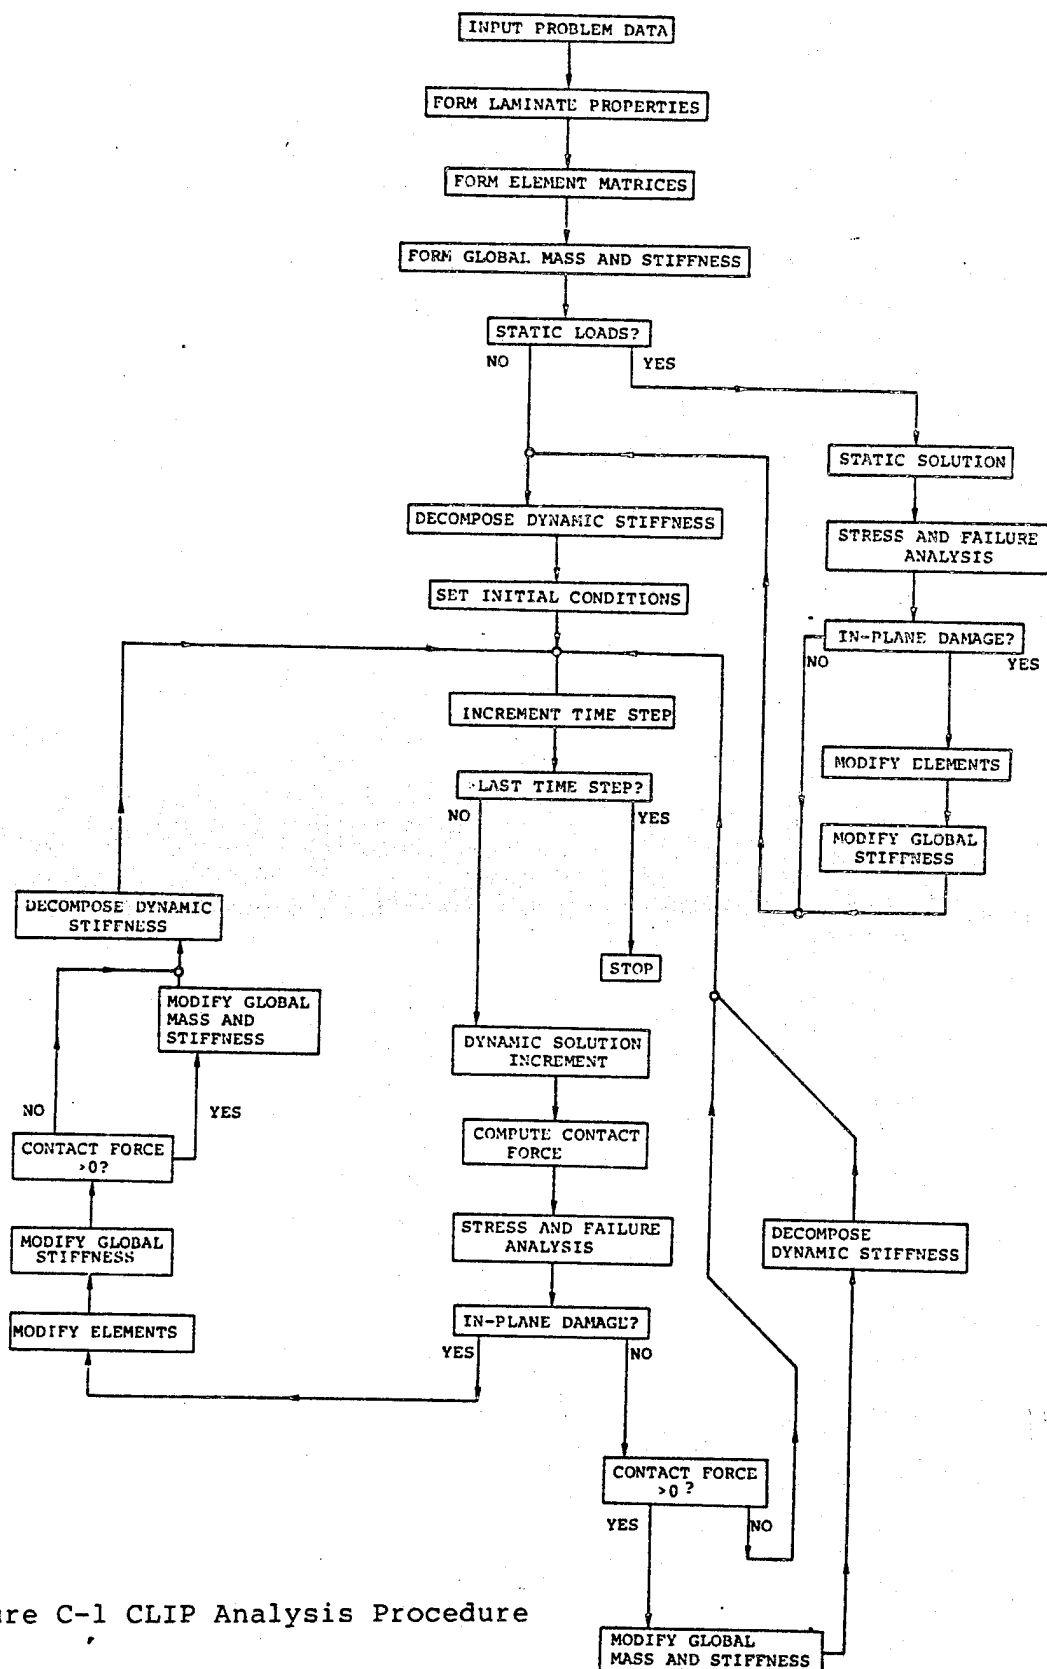 INPUT PROBLEM DATA
FORM LAMINATE PROPERTIES
FORM ELEMENT MATRICES
FORM GLOBAL MASS AND STIFFNESS
STATIC LOADS?
NO
YES
STATIC SOLUTION
DECOMPOSE DYNAMIC STIFFNESS
STRESS AND FAILURE
ANALYSIS
SET INITIAL CONDITIONS
IN-PLANE DAMAGE?
NO
YES
INCREMENT TIME STEP
MODIFY ELEMENTS
LAST TIME STEP?
NO
YES
MODIFY GLOBAL
STIFFNESS
DECOMPOSE DYNAMIC
STIFFNESS
STOP
MODIFY GLOBAL
MASS AND
STIFFNESS
DYNAMIC SOLUTION
INCREMENT
NO
YES
CONTACT FORCE
>0?
COMPUTE CONTACT
FORCE
MODIFY GLOBAL
STIFFNESS
STRESS AND FAILURE
ANALYSIS
DECOMPOSE
DYNAMIC STIFFNESS
MODIFY ELEMENTS
IN-PLANE DAMAGE?
YES
NO
CONTACT FORCE
>0?
YES
NO
ure C-1 CLIP Analysis Procedure
MODIFY GLOBAL
MASS AND STIFFNESS